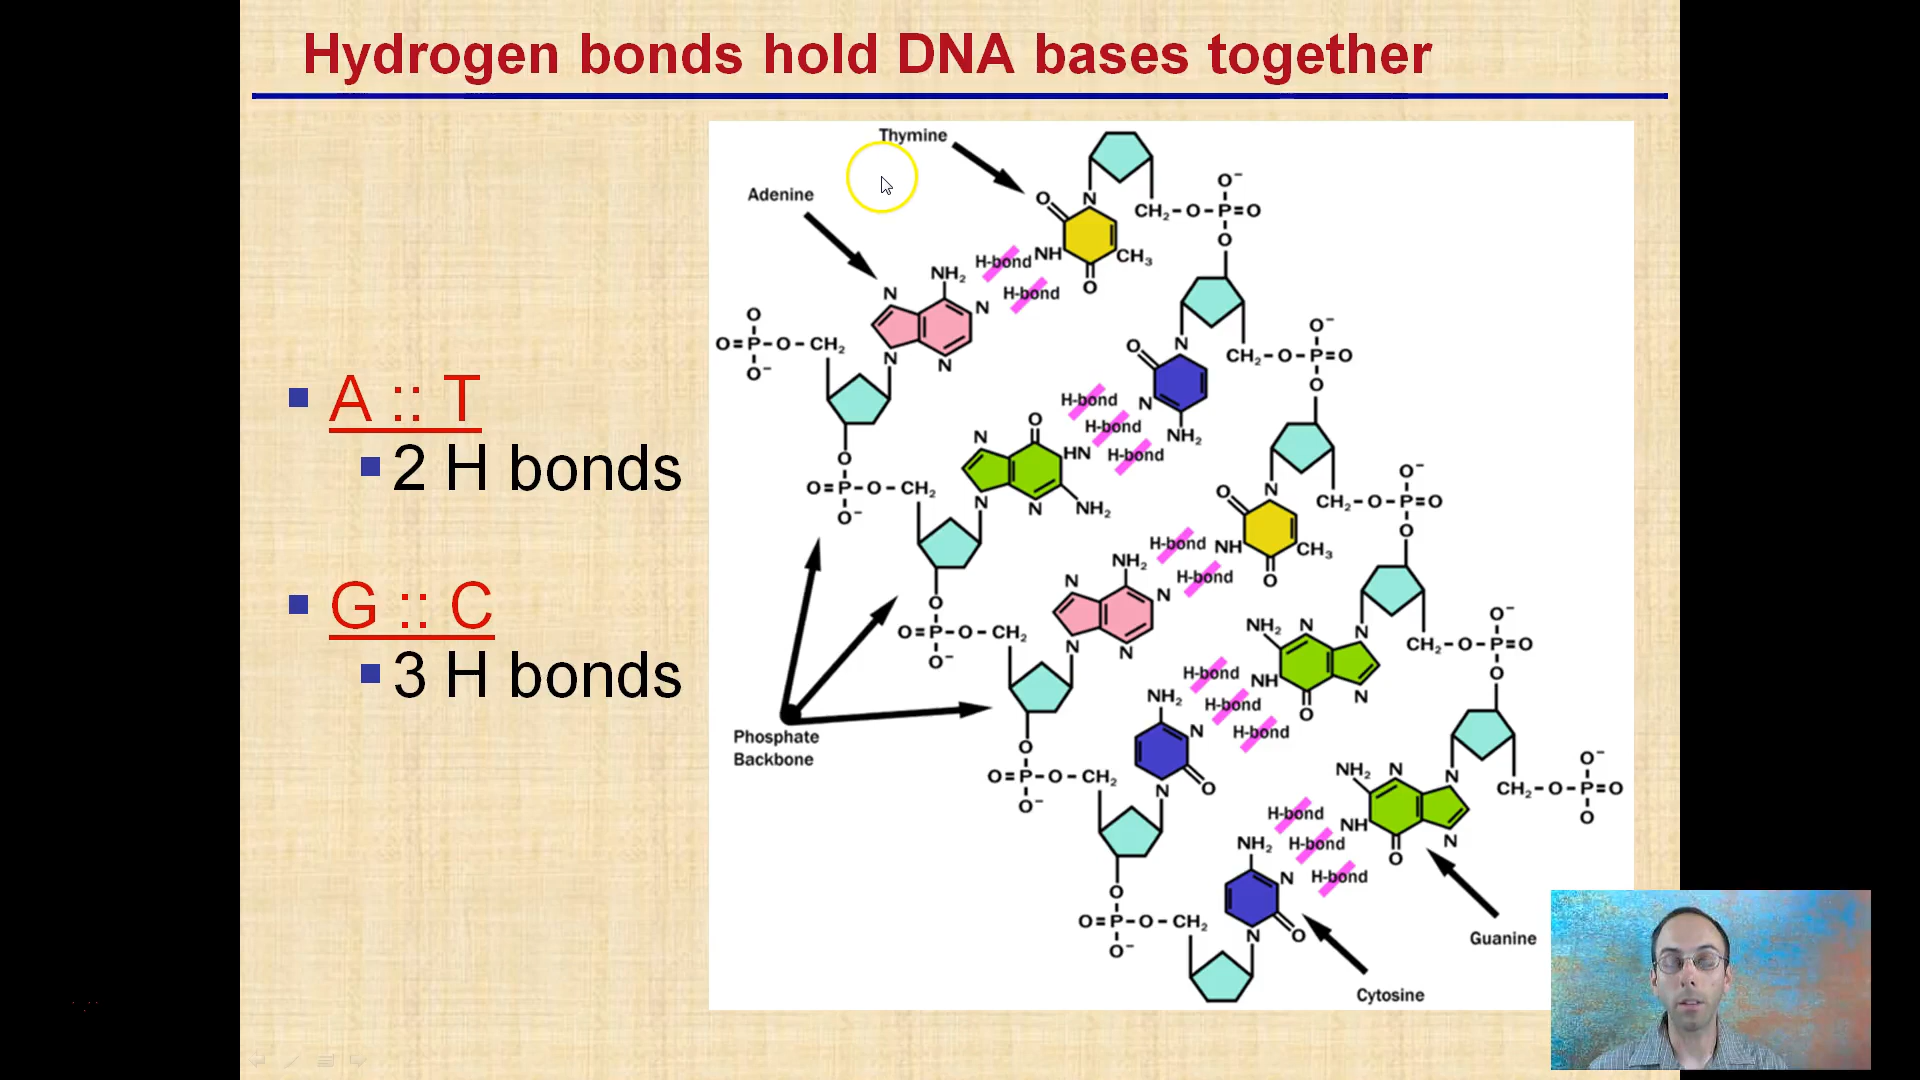 Hydrogen bonds hold DNA bases together
A :: T
2 H bonds
G :: C
3 H bonds
Thymine
Adenine
O⁻
O
N
CH₂-O-P=O
O
NH
CH₃
O
H-bond
H-bond
NH₂
N
N
N
N
O
O=P-O-CH₂
O⁻
O⁻
O
N
CH₂-O-P=O
O
N
NH₂
H-bond
H-bond
H-bond
O
N
HN
N
N
NH₂
O
O=P-O-CH₂
O⁻
O⁻
O
N
CH₂-O-P=O
O
NH
CH₃
O
H-bond
H-bond
NH₂
N
N
N
N
O
O=P-O-CH₂
O⁻
O⁻
NH₂
N
N
CH₂-O-P=O
O
NH
N
O
H-bond
H-bond
H-bond
NH₂
N
N
O
O
O=P-O-CH₂
O⁻
Phosphate
Backbone
O⁻
NH₂
N
N
CH₂-O-P=O
O
NH
N
O
H-bond
H-bond
H-bond
NH₂
N
N
O
O
O=P-O-CH₂
O⁻
Guanine
Cytosine